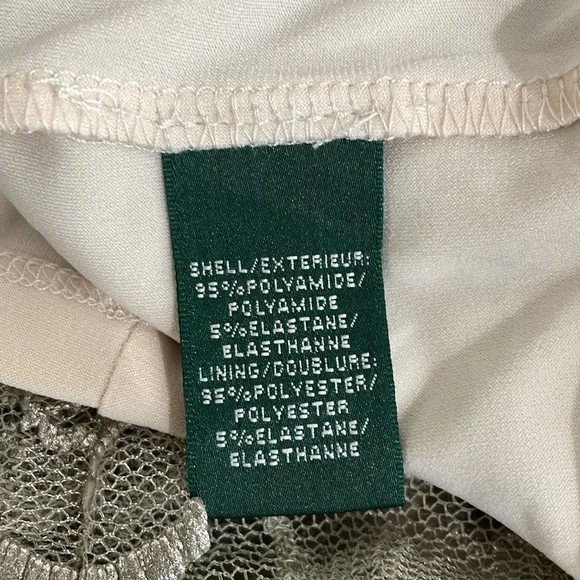 SHELL/EXTERIEUR:
95%POLYAMIDE/
POLYAMIDE
5%ELASTANE/
ELASTHANNE
LINING/DOUBLURE:
95%POLYESTER/
POLYESTER
5%ELASTANE/
ELASTHANNE